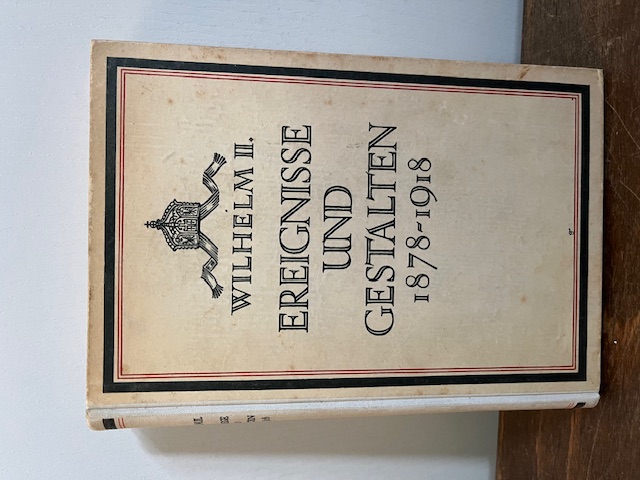 WILHELM II.
EREIGNISSE
UND
GESTALTEN
1878-1918